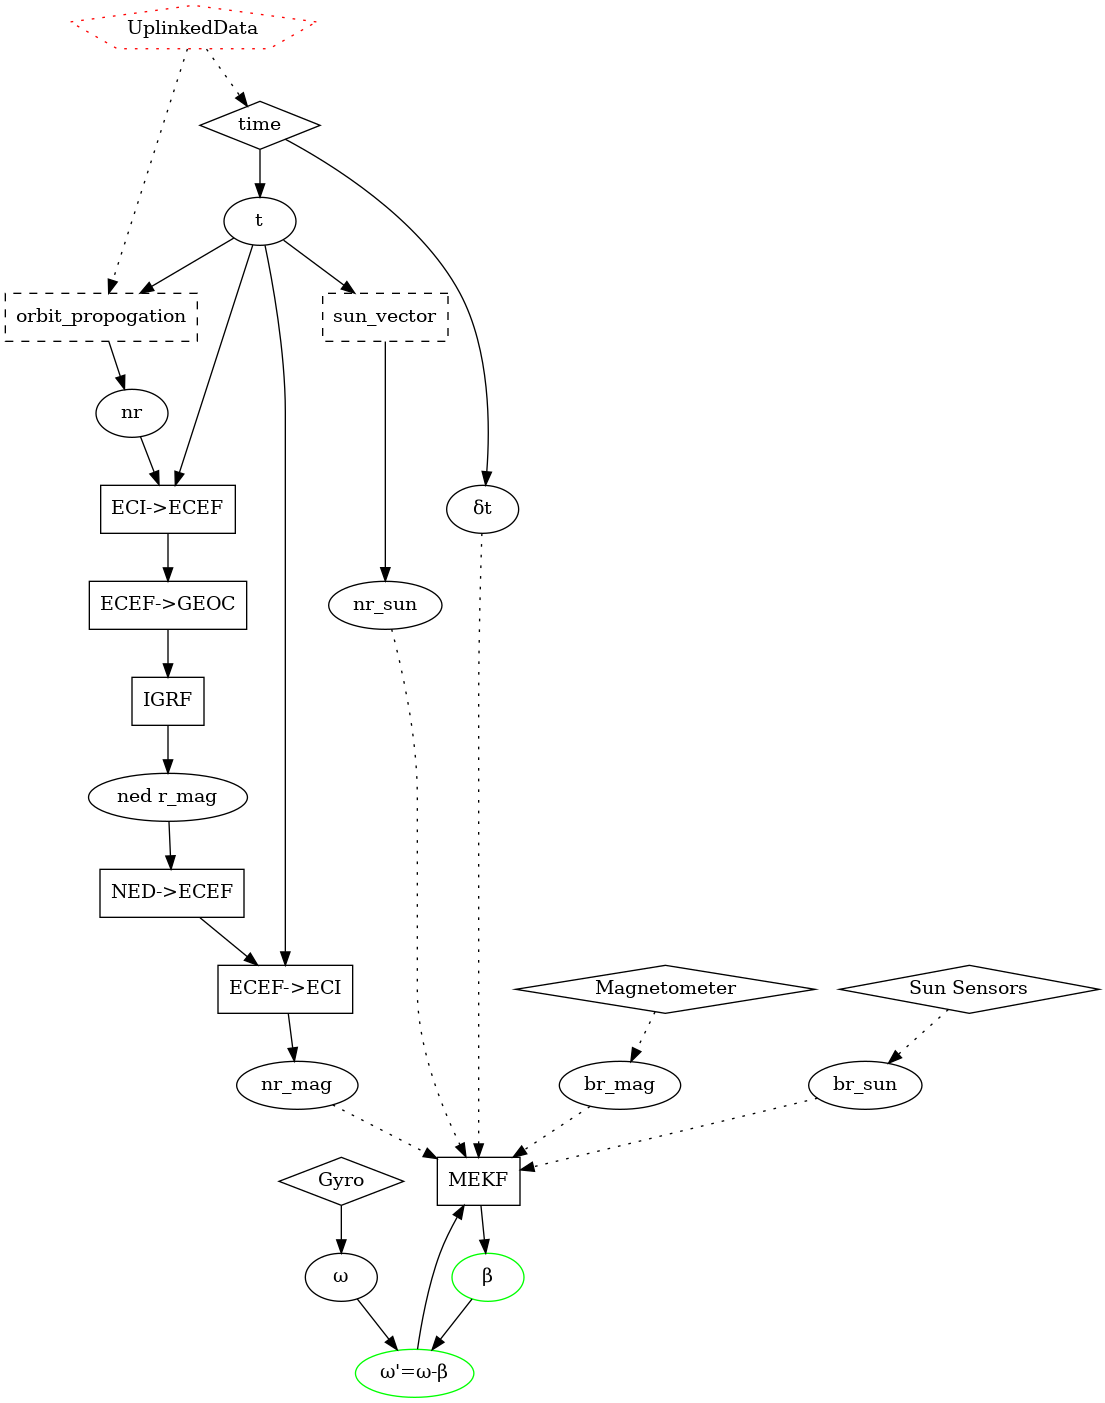 UplinkedData
time
t
orbit_propogation
sun_vector
nr
ECI->ECEF
δt
ECEF->GEOC
nr_sun
IGRF
ned r_mag
NED->ECEF
ECEF->ECI
Magnetometer
Sun Sensors
nr_mag
br_mag
br_sun
Gyro
MEKF
ω
β
ω'=ω-β